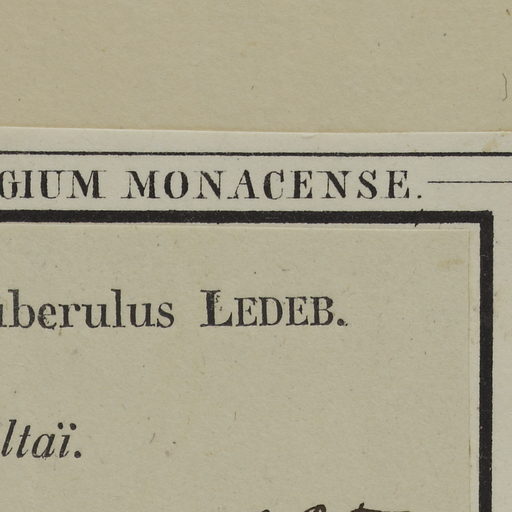 GIUM MONACENSE.
uberulus LEDEB.
ltaï.